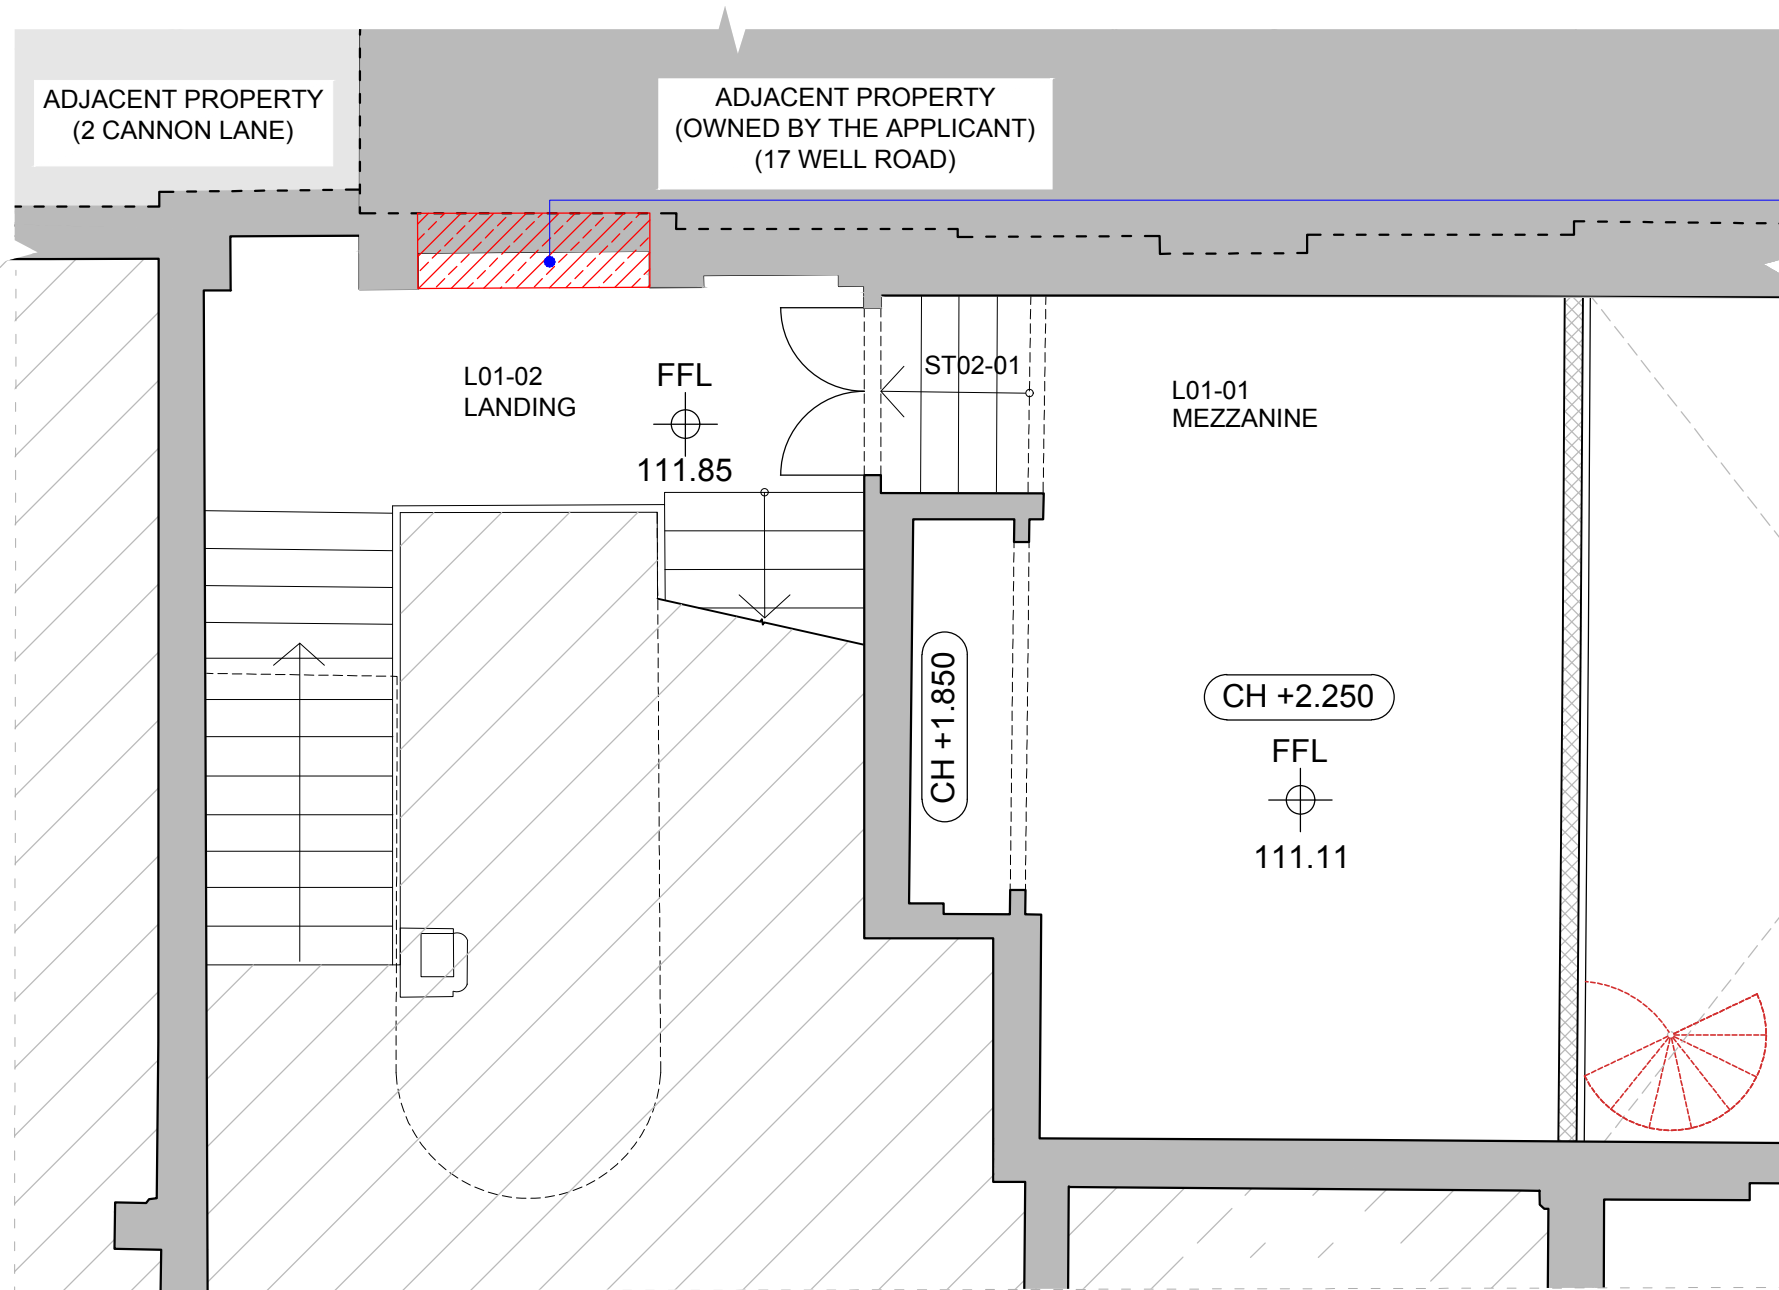 ADJACENT PROPERTY
(2 CANNON LANE)
ADJACENT PROPERTY
(OWNED BY THE APPLICANT)
(17 WELL ROAD)
L01-02
LANDING
FFL
111.85
ST02-01
L01-01
MEZZANINE
CH +1.850
CH +2.250
FFL
111.11